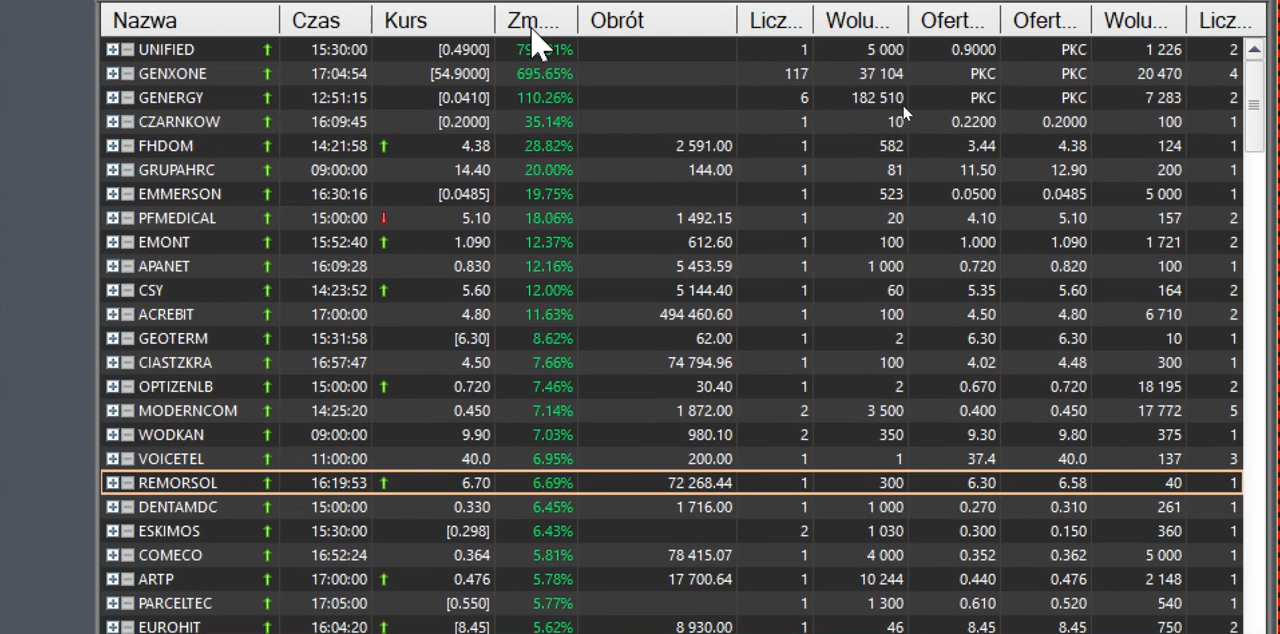 Nazwa Czas Kurs Zm.... Obrót Licz... Wolu... Ofert... Ofert... Wolu... Licz...
UNIFIED 15:30:00 [0.4900] 1 5 000 0.9000 PKC 1 226 2
GENXONE 17:04:54 [54.9000] 695.65% 117 37 104 PKC PKC 20 470 4
GENERGY 12:51:15 [0.0410] 110.26% 6 182 510 PKC PKC 7 283 2
CZARNKOW 16:09:45 [0.2000] 35.14% 1 10 0.2200 0.2000 100 1
FHDOM 14:21:58 4.38 28.82% 2 591.00 1 582 3.44 4.38 124 1
GRUPAHRC 09:00:00 14.40 20.00% 144.00 1 81 11.50 12.90 200 1
EMMERSON 16:30:16 [0.0485] 19.75% 1 523 0.0500 0.0485 5 000 1
PFMEDICAL 15:00:00 5.10 18.06% 1 492.15 1 20 4.10 5.10 157 2
EMONT 15:52:40 1.090 12.37% 612.60 1 100 1.000 1.090 1 721 2
APANET 16:09:28 0.830 12.16% 5 453.59 1 1 000 0.720 0.820 100 1
CSY 14:23:52 5.60 12.00% 5 144.40 1 60 5.35 5.60 164 2
ACREBIT 17:00:00 4.80 11.63% 494 460.60 1 100 4.50 4.80 6 710 2
GEOTERM 15:31:58 [6.30] 8.62% 62.00 1 2 6.30 6.30 10 1
CIASTZKRA 16:57:47 4.50 7.66% 74 794.96 1 100 4.02 4.48 300 1
OPTIZENLB 15:00:00 0.720 7.46% 30.40 1 2 0.670 0.720 18 195 2
MODERNCOM 14:25:20 0.450 7.14% 1 872.00 2 3 500 0.400 0.450 17 772 5
WODKAN 09:00:00 9.90 7.03% 980.10 2 350 9.30 9.80 375 1
VOICETEL 11:00:00 40.0 6.95% 200.00 1 1 37.4 40.0 137 3
REMORSOL 16:19:53 6.70 6.69% 72 268.44 1 300 6.30 6.58 40 1
DENTAMDC 15:00:00 0.330 6.45% 1 716.00 1 1 000 0.270 0.310 261 1
ESKIMOS 15:30:00 [0.298] 6.43% 2 1 030 0.300 0.150 360 1
COMECO 16:52:24 0.364 5.81% 78 415.07 1 4 000 0.352 0.362 5 000 1
ARTP 17:00:00 0.476 5.78% 17 700.64 1 10 244 0.440 0.476 2 148 1
PARCELTEC 17:05:00 [0.550] 5.77% 1 1 300 0.610 0.520 540 1
EUROHIT 16:04:20 [8.45] 5.62% 8 930.00 1 46 8.45 8.45 750 2